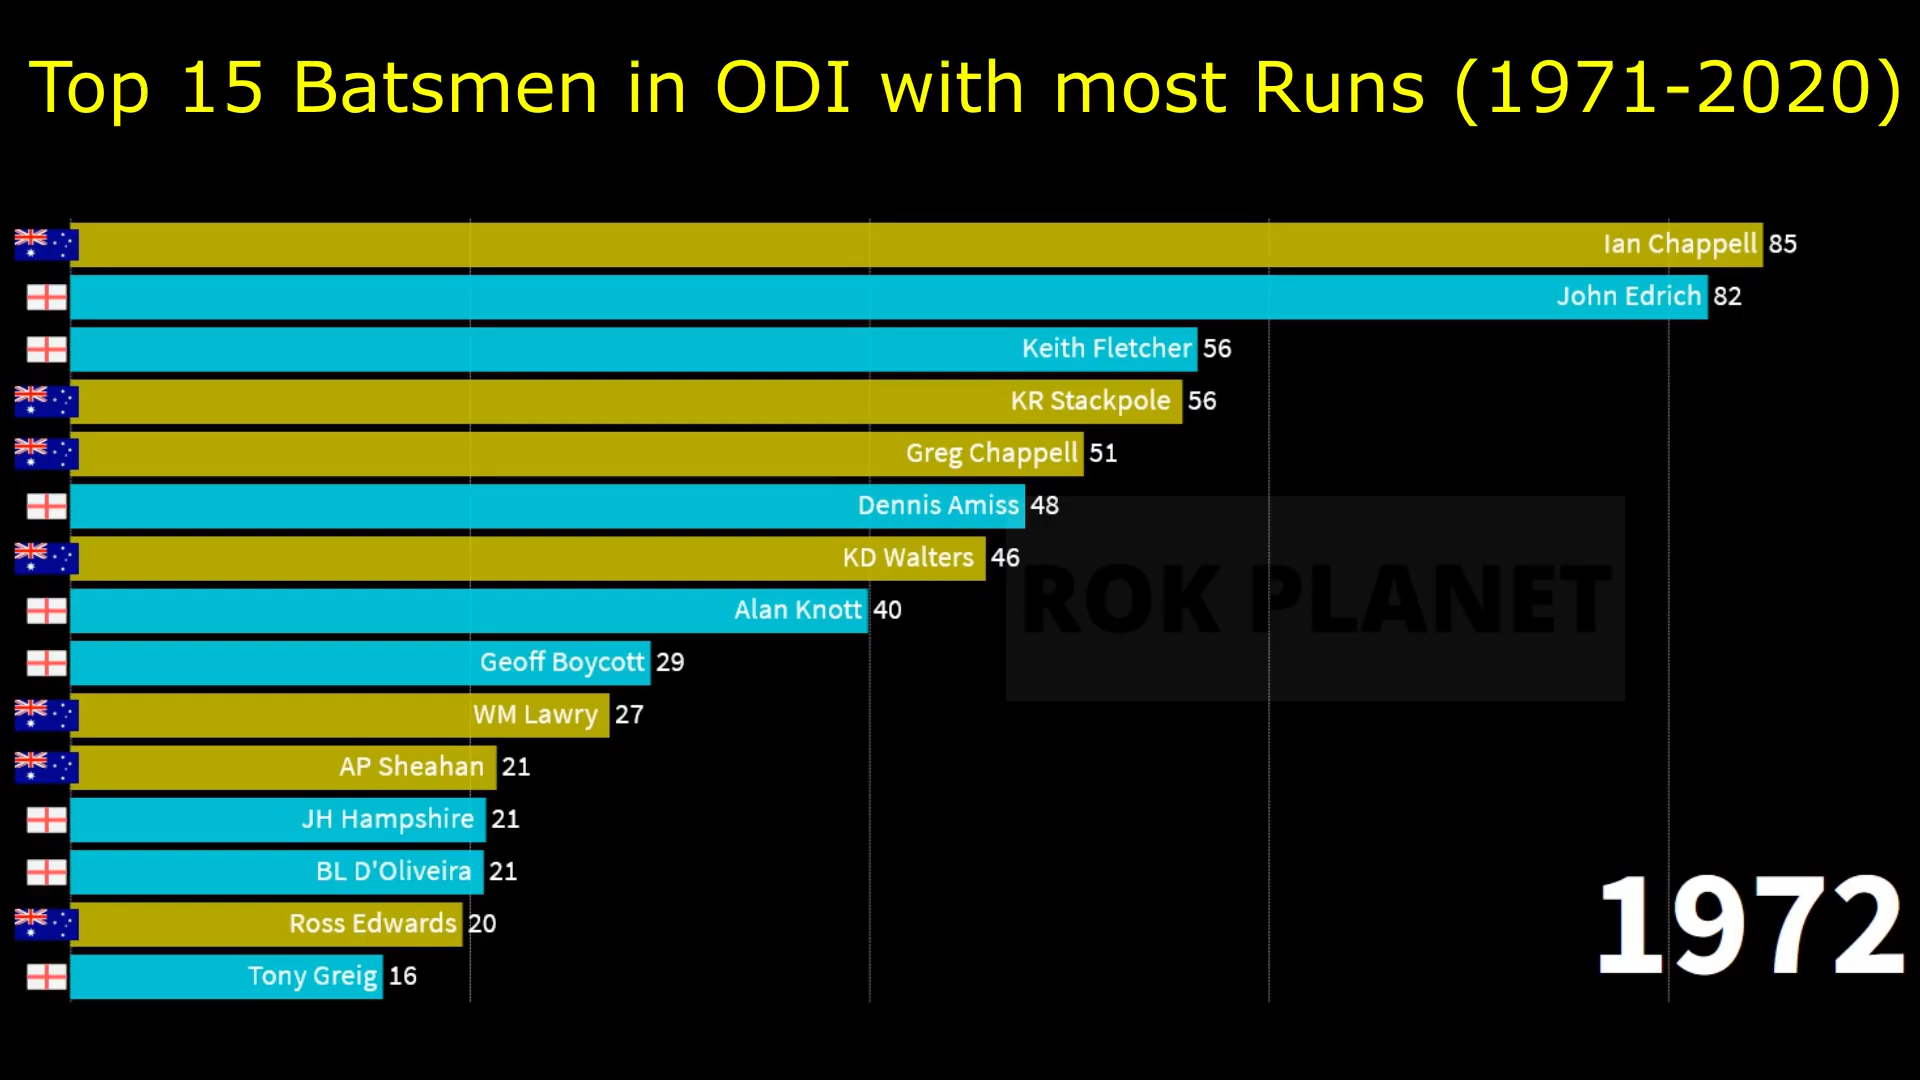 Top 15 Batsmen in ODI with most Runs (1971-2020)
Ian Chappell 85
John Edrich 82
Keith Fletcher 56
KR Stackpole 56
Greg Chappell 51
Dennis Amiss 48
KD Walters 46
Alan Knott 40
Geoff Boycott 29
WM Lawry 27
AP Sheahan 21
JH Hampshire 21
BL D'Oliveira 21
Ross Edwards 20
Tony Greig 16
ROK PLANET
1972